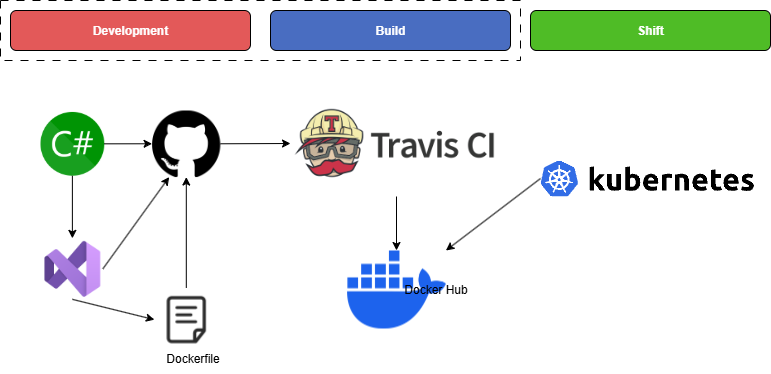 Development
Build
Shift
C#
T
Travis CI
kubernetes
Docker Hub
Dockerfile